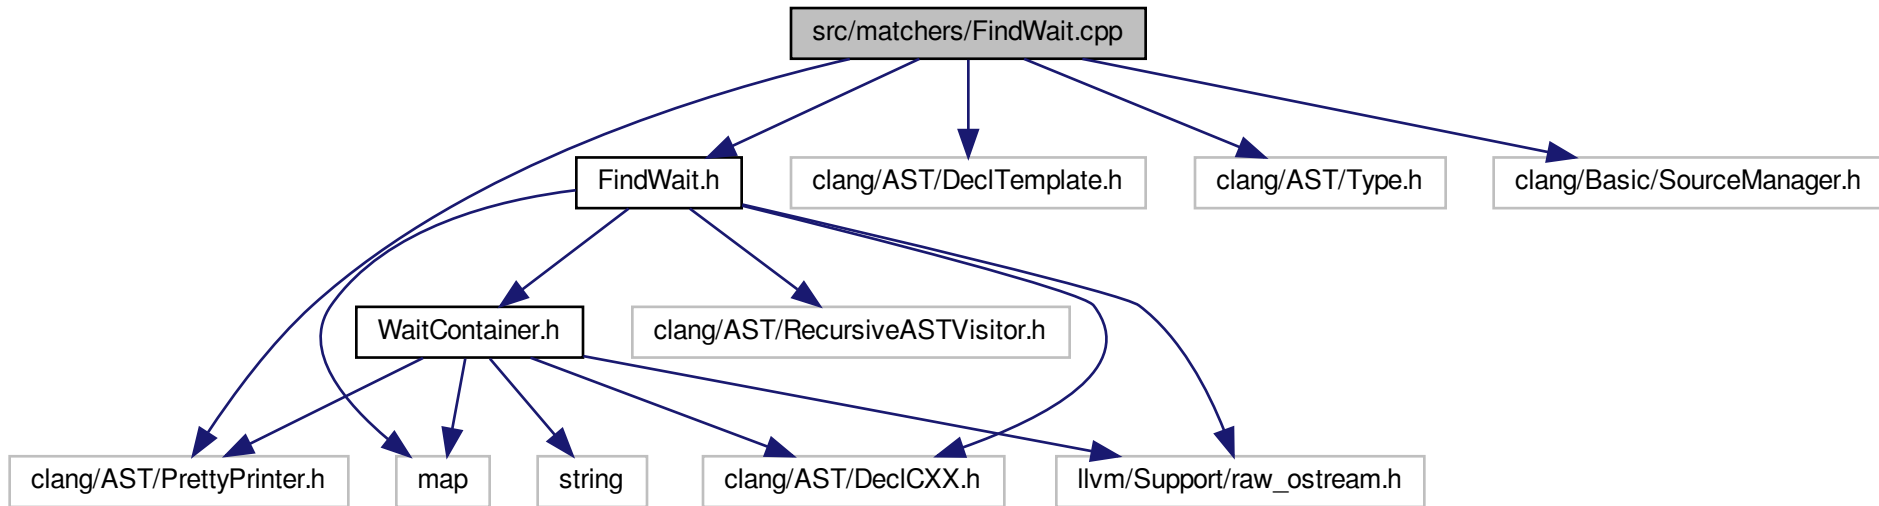 src/matchers/FindWait.cpp
FindWait.h
clang/AST/DeclTemplate.h
clang/AST/Type.h
clang/Basic/SourceManager.h
WaitContainer.h
clang/AST/RecursiveASTVisitor.h
clang/AST/PrettyPrinter.h
map
string
clang/AST/DeclCXX.h
llvm/Support/raw_ostream.h